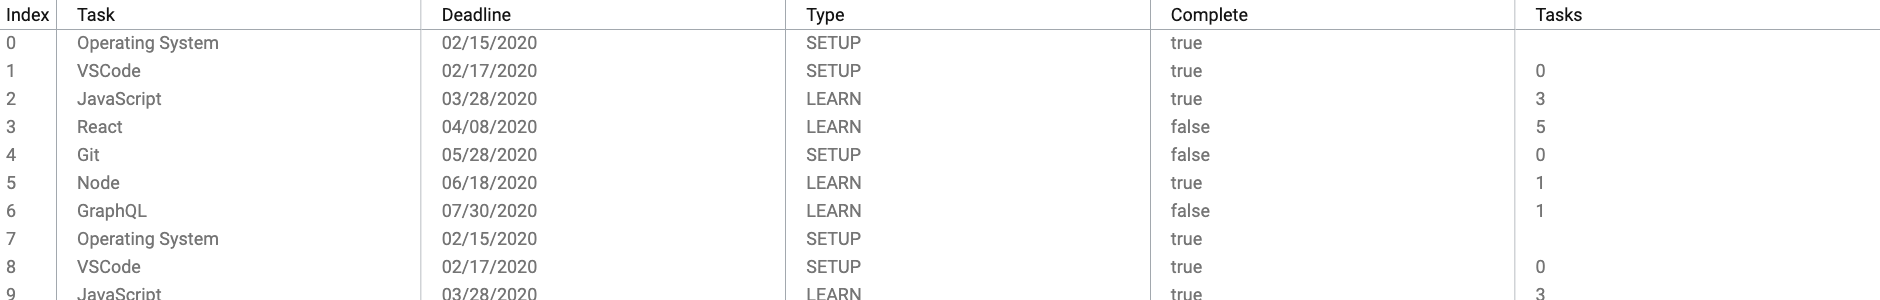 Index Task Deadline Type Complete Tasks
0 Operating System 02/15/2020 SETUP true
1 VSCode 02/17/2020 SETUP true 0
2 JavaScript 03/28/2020 LEARN true 3
3 React 04/08/2020 LEARN false 5
4 Git 05/28/2020 SETUP false 0
5 Node 06/18/2020 LEARN true 1
6 GraphQL 07/30/2020 LEARN false 1
7 Operating System 02/15/2020 SETUP true
8 VSCode 02/17/2020 SETUP true 0
9 JavaScript 03/28/2020 LEARN true 3